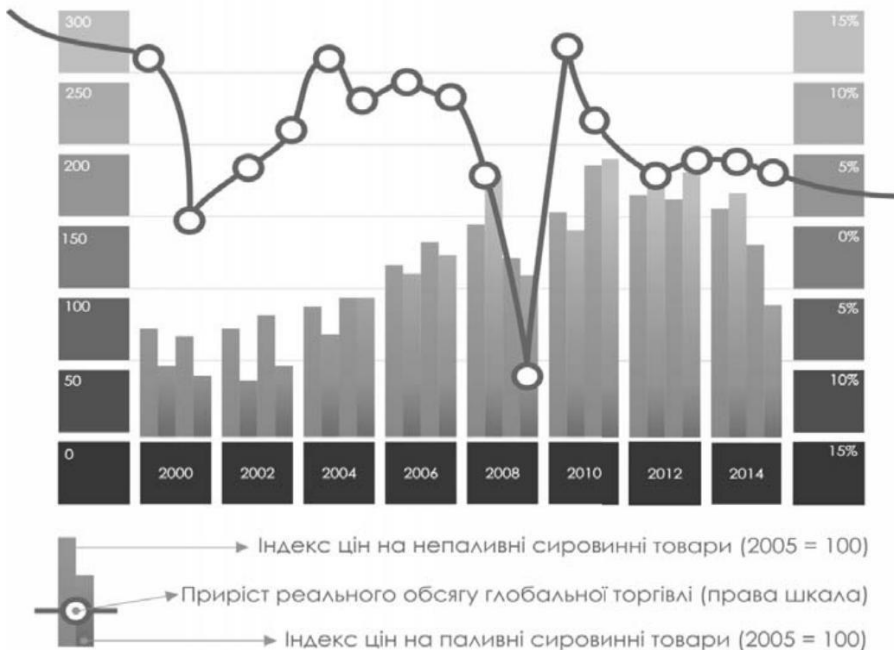 300 15%
250 10%
200 5%
150 0%
100 5%
50 10%
0 15%
2000 2002 2004 2006 2008 2010 2012 2014
Індекс цін на непаливні сировинні товари (2005 = 100)
Приріст реального обсягу глобальної торгівлі (права шкала)
Індекс цін на паливні сировинні товари (2005 = 100)